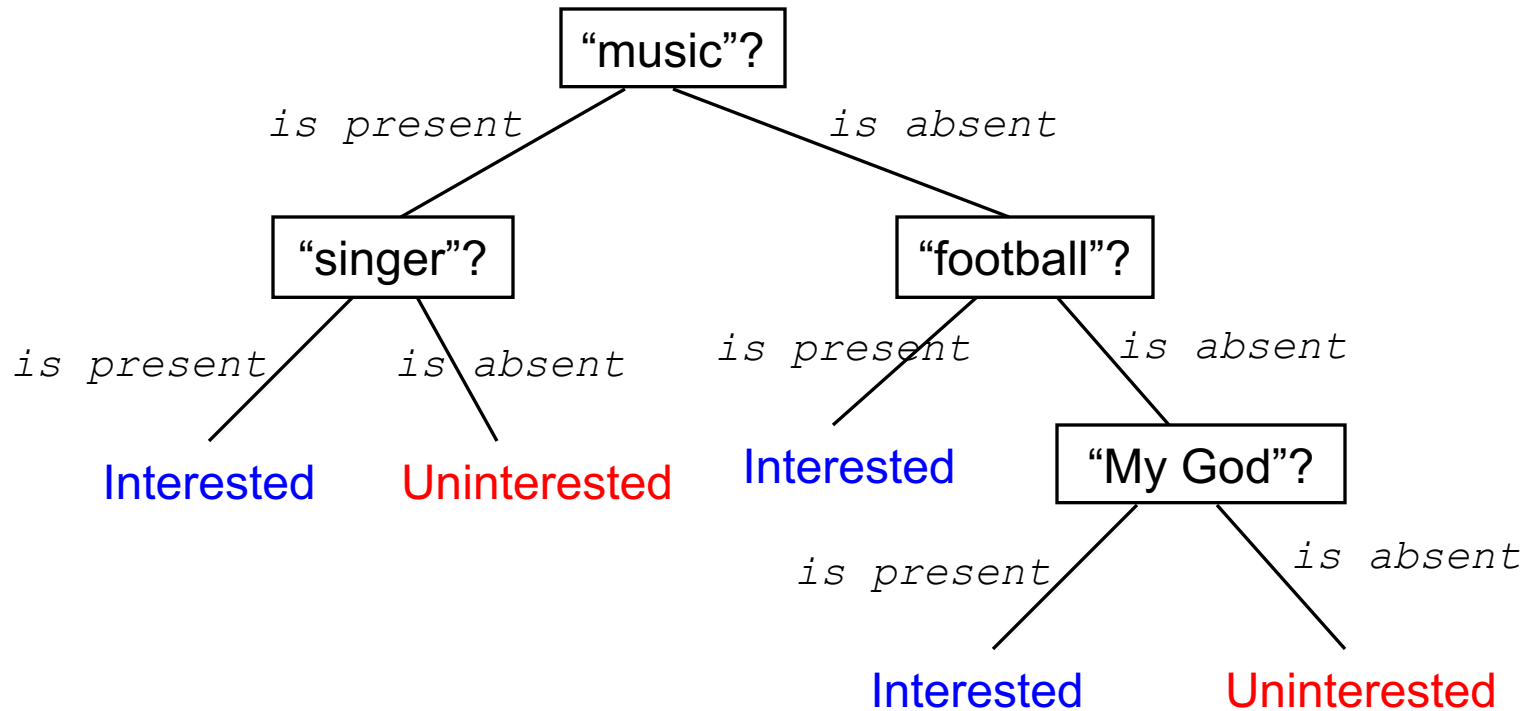 “music”?
is present
is absent
“singer”?
“football”?
is present
is absent
is present
is absent
Interested
Uninterested
Interested
“My God”?
is present
is absent
Interested
Uninterested